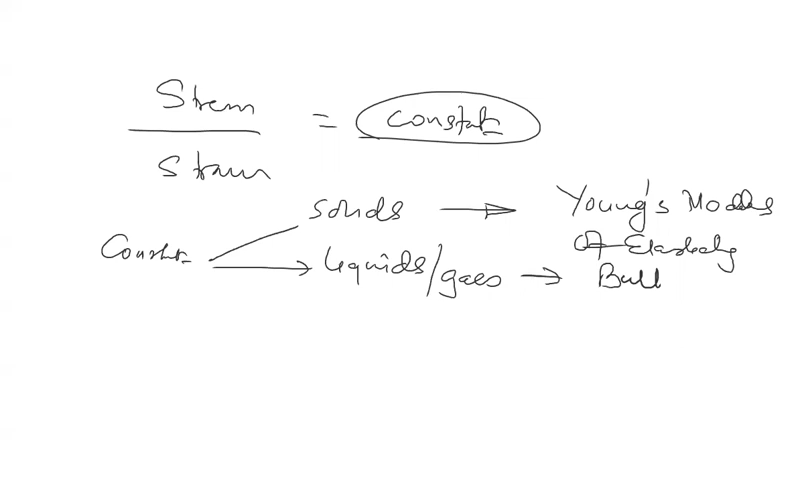 Stress
= constant
Strain
solids → Young's Modulus
Constant
of Elasticity
liquids/gases → Bulk